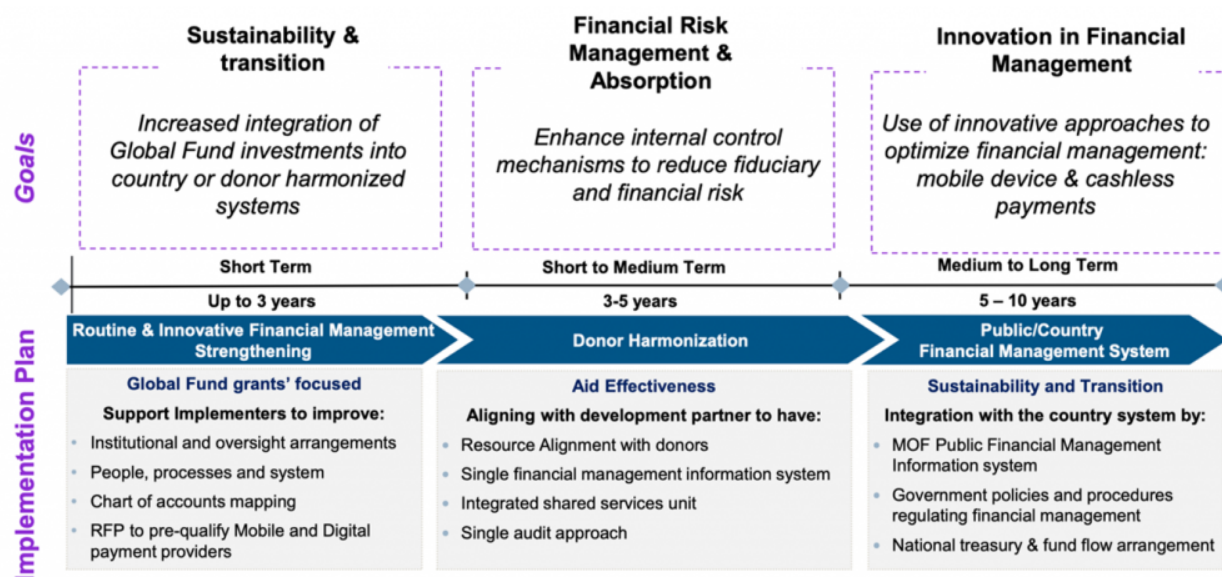 Sustainability &
transition
Financial Risk
Management &
Absorption
Innovation in Financial
Management
Goals
Increased integration of
Global Fund investments into
country or donor harmonized
systems
Enhance internal control
mechanisms to reduce fiduciary
and financial risk
Use of innovative approaches to
optimize financial management:
mobile device & cashless
payments
Short Term
Short to Medium Term
Medium to Long Term
Up to 3 years
3-5 years
5 – 10 years
Implementation Plan
Routine & Innovative Financial Management
Strengthening
Donor Harmonization
Public/Country
Financial Management System
Global Fund grants' focused
Support Implementers to improve:
• Institutional and oversight arrangements
• People, processes and system
• Chart of accounts mapping
• RFP to pre-qualify Mobile and Digital
payment providers
Aid Effectiveness
Aligning with development partner to have:
• Resource Alignment with donors
• Single financial management information system
• Integrated shared services unit
• Single audit approach
Sustainability and Transition
Integration with the country system by:
• MOF Public Financial Management
Information system
• Government policies and procedures
regulating financial management
• National treasury & fund flow arrangement